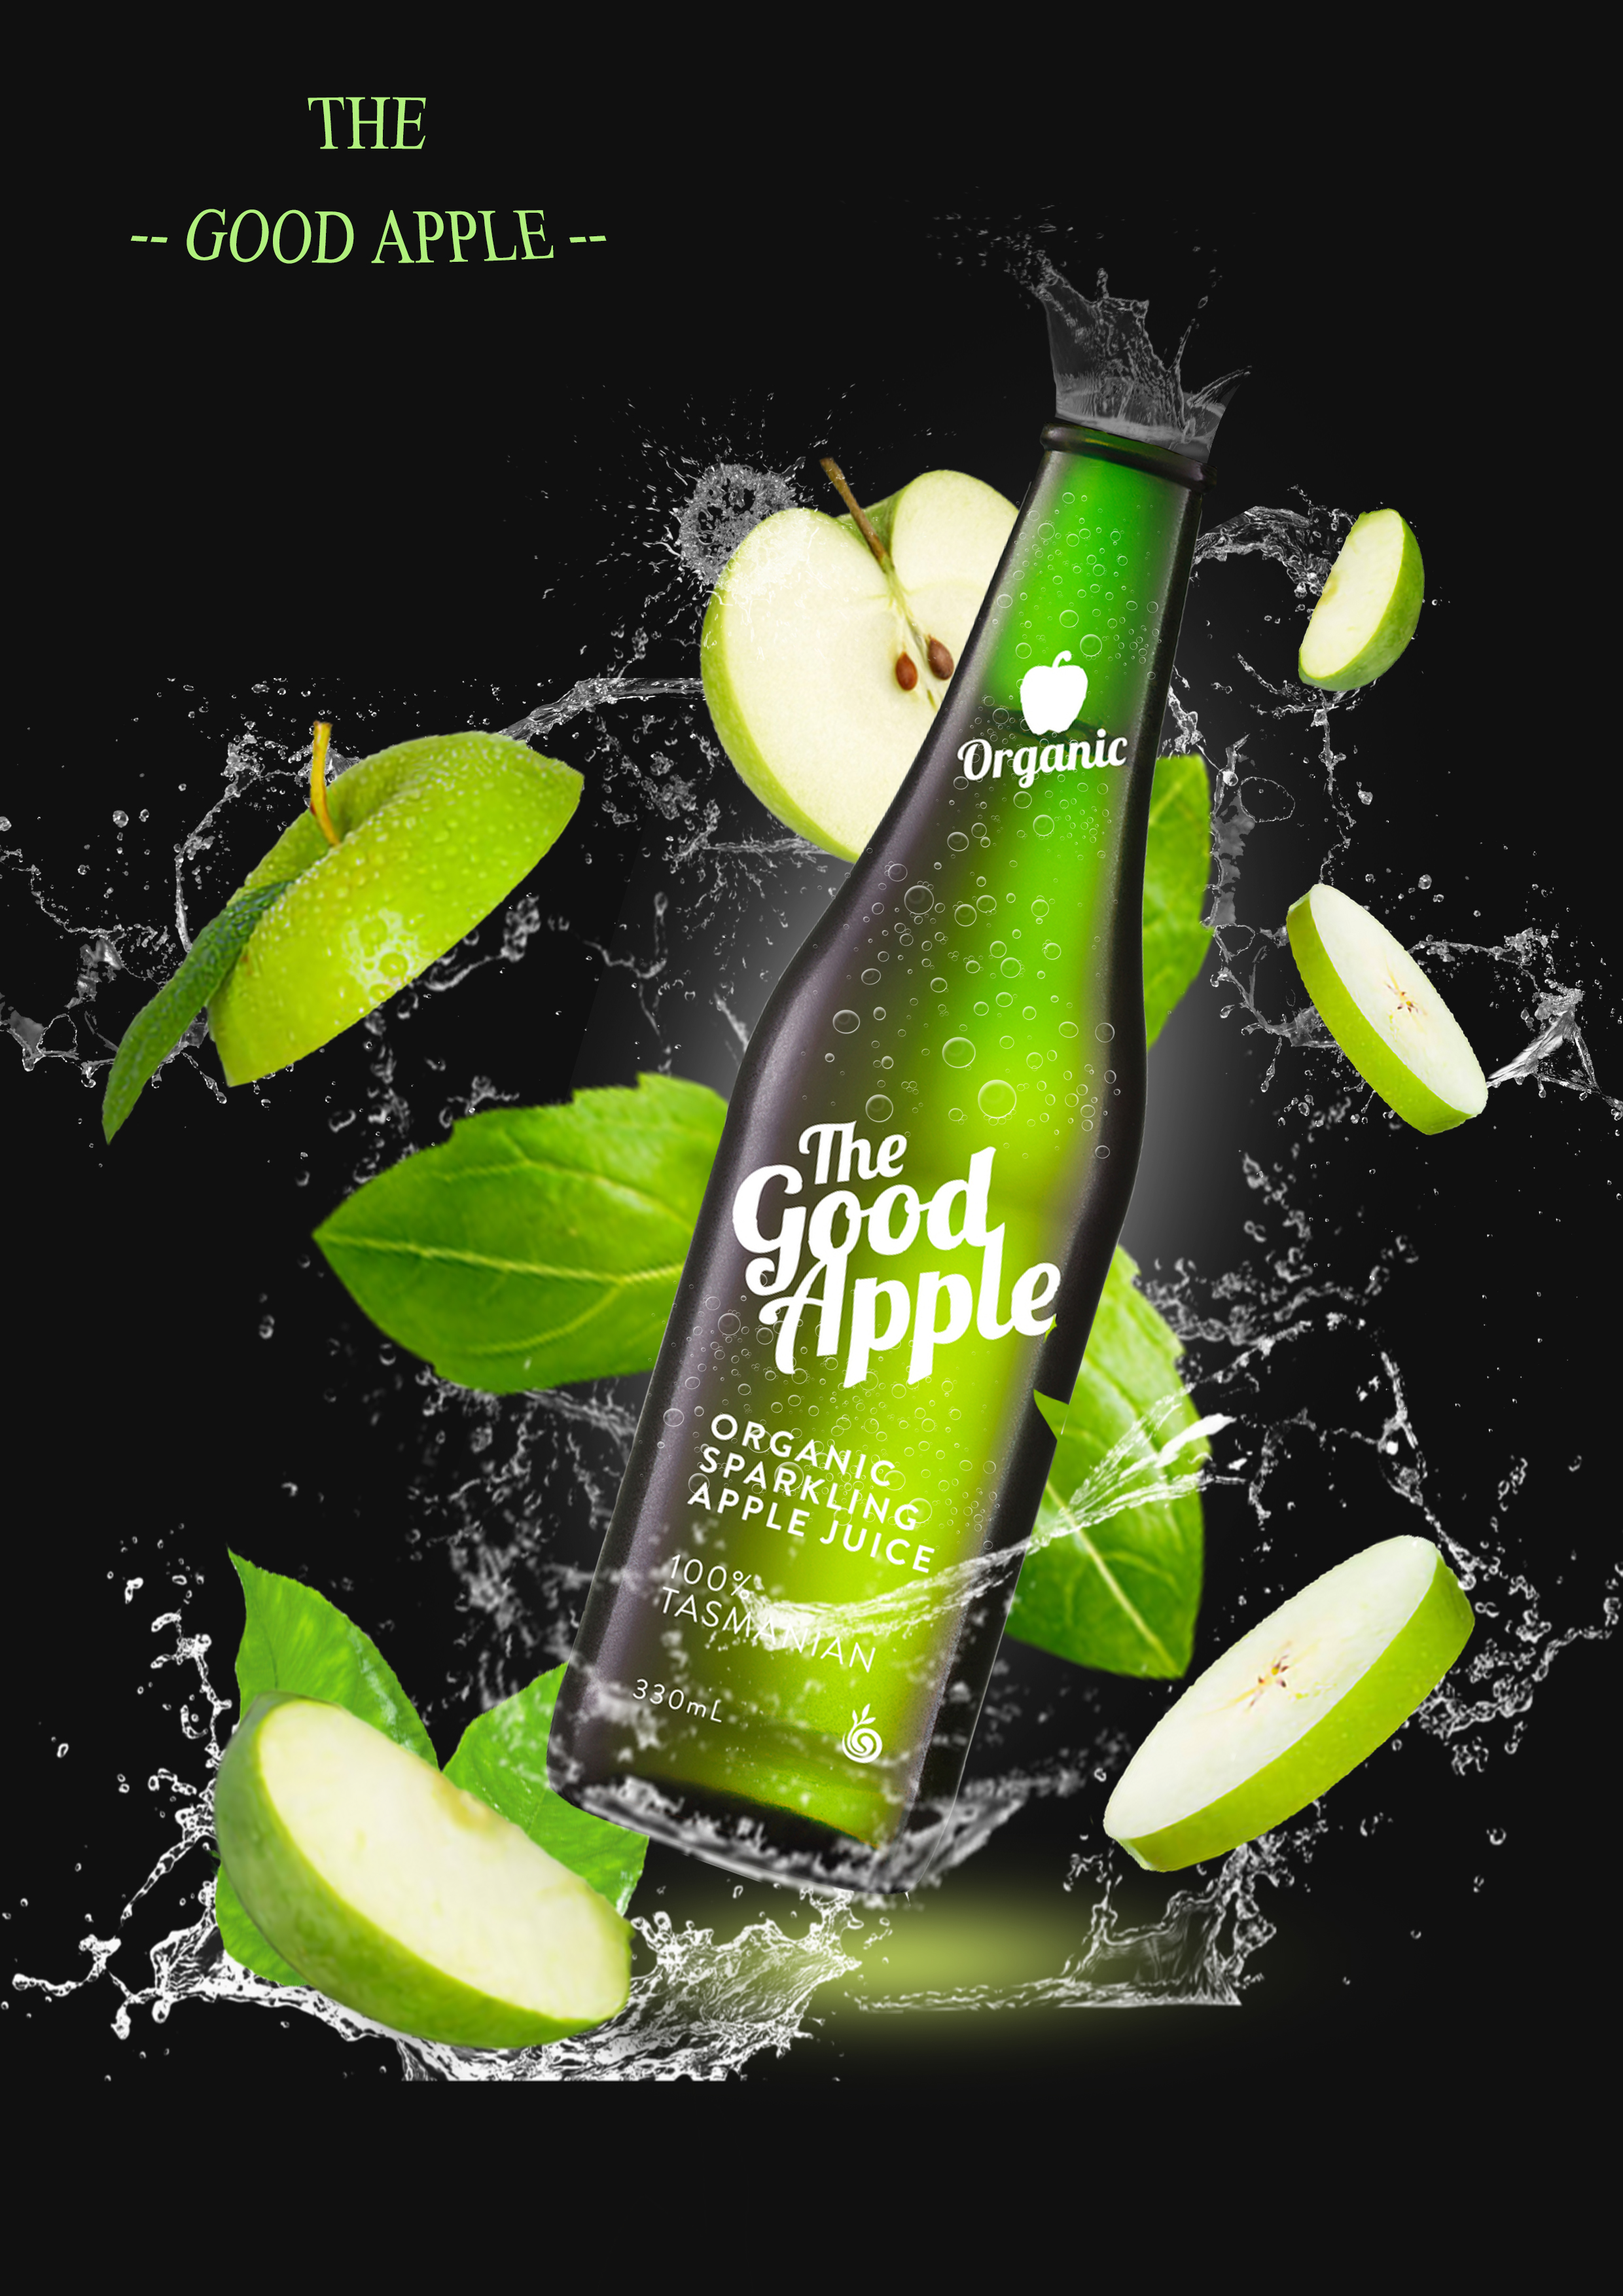 THE
-- GOOD APPLE --
Organic
The
Good
Apple
ORGANIC
SPARKLING
APPLE JUICE
100%
TASMANIAN
330mL